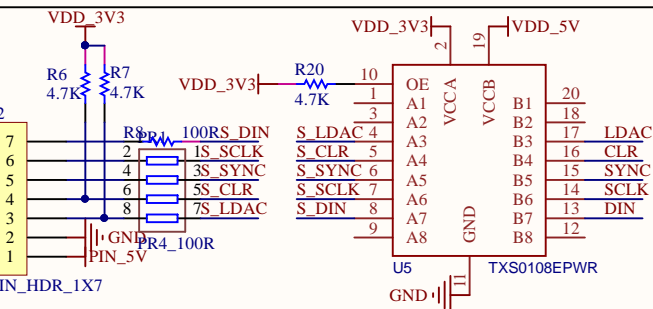 VDD_3V3
R6
4.7K
R7
4.7K
7
6
5
4
3
2
1
R8
PR1
100R
S_DIN
2
1
S_SCLK
4
3
S_SYNC
6
5
S_CLR
8
7
S_LDAC
GND
PR4_100R
PIN_5V
IN_HDR_1X7
2
VDD_3V3
2
19
VDD_5V
VDD_3V3
R20
4.7K
10
OE
VCCA
VCCB
1
A1
B1
20
3
A2
B2
18
S_LDAC
4
A3
B3
17
LDAC
S_CLR
5
A4
B4
16
CLR
S_SYNC
6
A5
B5
15
SYNC
S_SCLK
7
A6
B6
14
SCLK
S_DIN
8
A7
B7
13
DIN
9
A8
B8
12
GND
U5
TXS0108EPWR
11
GND